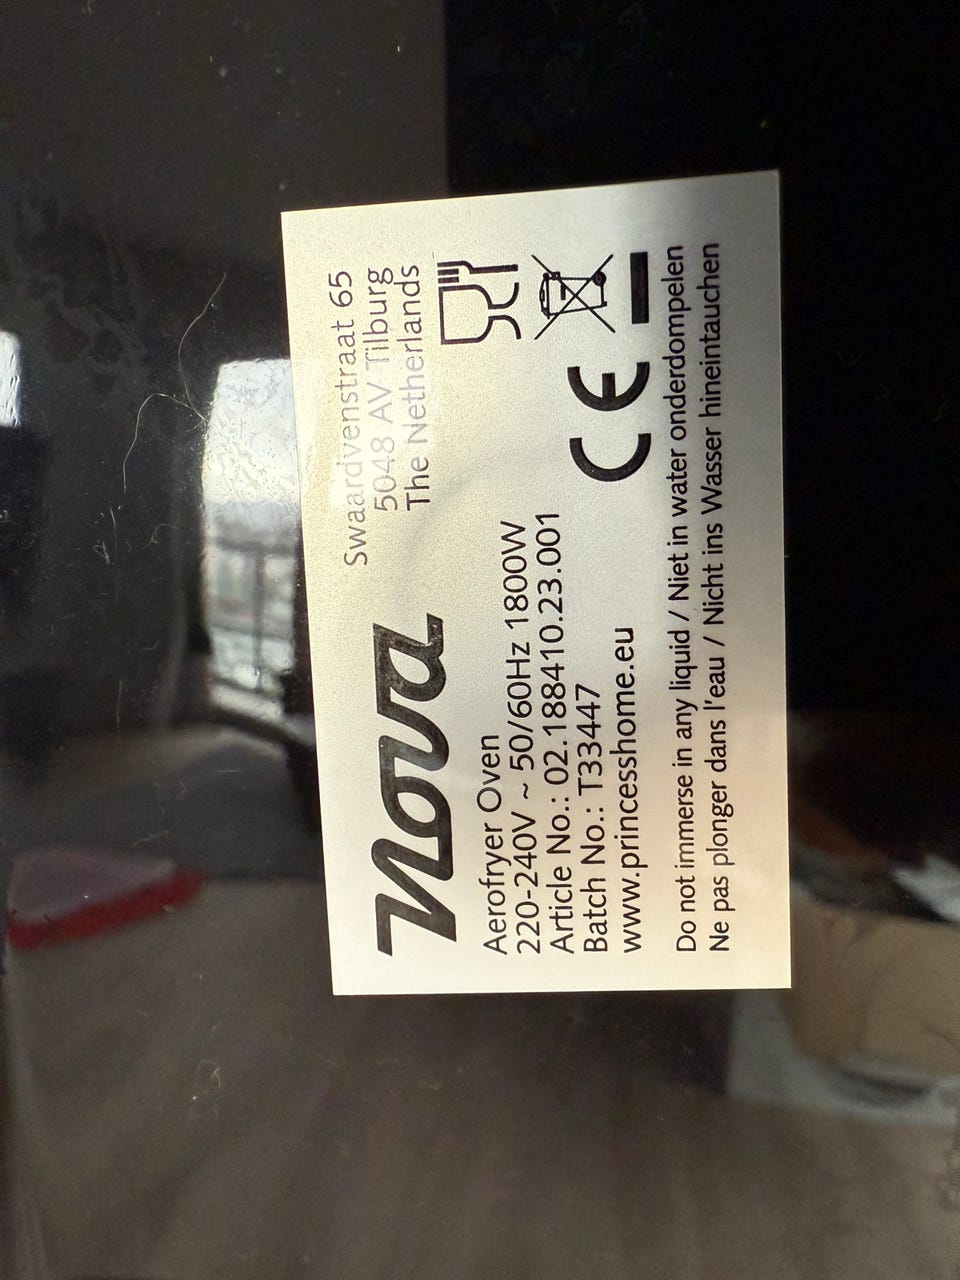 nova
Swaardvenstraat 65
5048 AV Tilburg
The Netherlands
Aerofryer Oven
220-240V ~ 50/60Hz 1800W
Article No.: 02.188410.23.001
Batch No.: T33447
www.princesshome.eu
CE
Do not immerse in any liquid / Niet in water onderdompelen
Ne pas plonger dans l'eau / Nicht ins Wasser hineintauchen